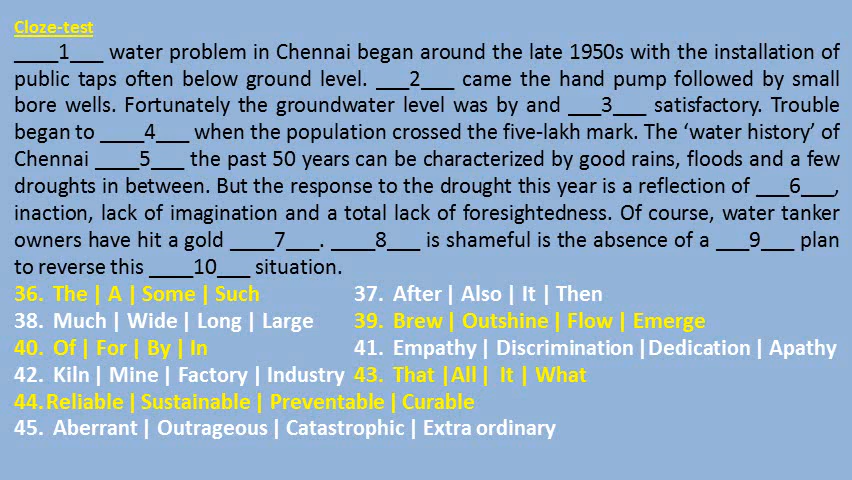 Cloze-test
____1___ water problem in Chennai began around the late 1950s with the installation of
public taps often below ground level. ___2___ came the hand pump followed by small
bore wells. Fortunately the groundwater level was by and ___3___ satisfactory. Trouble
began to ____4___ when the population crossed the five-lakh mark. The ‘water history’ of
Chennai ____5___ the past 50 years can be characterized by good rains, floods and a few
droughts in between. But the response to the drought this year is a reflection of ___6___,
inaction, lack of imagination and a total lack of foresightedness. Of course, water tanker
owners have hit a gold ____7___. ____8___ is shameful is the absence of a ___9___ plan
to reverse this ____10___ situation.
36. The | A | Some | Such 37. After | Also | It | Then
38. Much | Wide | Long | Large 39. Brew | Outshine | Flow | Emerge
40. Of | For | By | In 41. Empathy | Discrimination |Dedication | Apathy
42. Kiln | Mine | Factory | Industry 43. That |All | It | What
44.Reliable | Sustainable | Preventable | Curable
45. Aberrant | Outrageous | Catastrophic | Extra ordinary